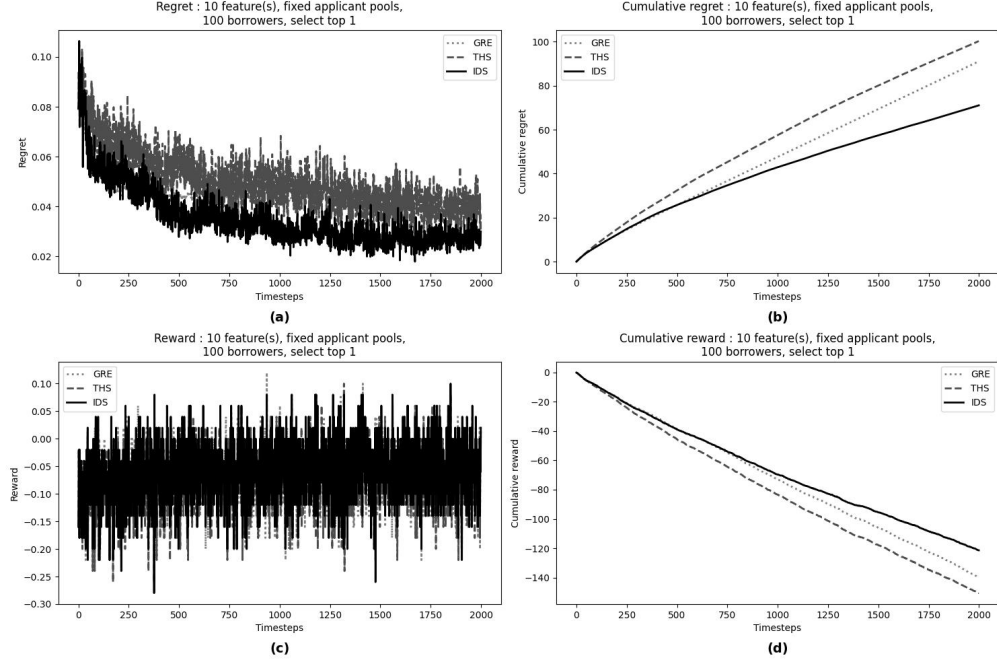 Regret : 10 feature(s), fixed applicant pools,
100 borrowers, select top 1
GRE
THS
IDS
0.10
0.08
0.06
0.04
0.02
Regret
0
250
500
750
1000
1250
1500
1750
2000
Timesteps
(a)
Cumulative regret : 10 feature(s), fixed applicant pools,
100 borrowers, select top 1
GRE
THS
IDS
100
80
60
40
20
0
Cumulative regret
0
250
500
750
1000
1250
1500
1750
2000
Timesteps
(b)
Reward : 10 feature(s), fixed applicant pools,
100 borrowers, select top 1
GRE
THS
IDS
0.10
0.05
0.00
−0.05
−0.10
−0.15
−0.20
−0.25
−0.30
Reward
0
250
500
750
1000
1250
1500
1750
2000
Timesteps
(c)
Cumulative reward : 10 feature(s), fixed applicant pools,
100 borrowers, select top 1
GRE
THS
IDS
0
−20
−40
−60
−80
−100
−120
−140
Cumulative reward
0
250
500
750
1000
1250
1500
1750
2000
Timesteps
(d)